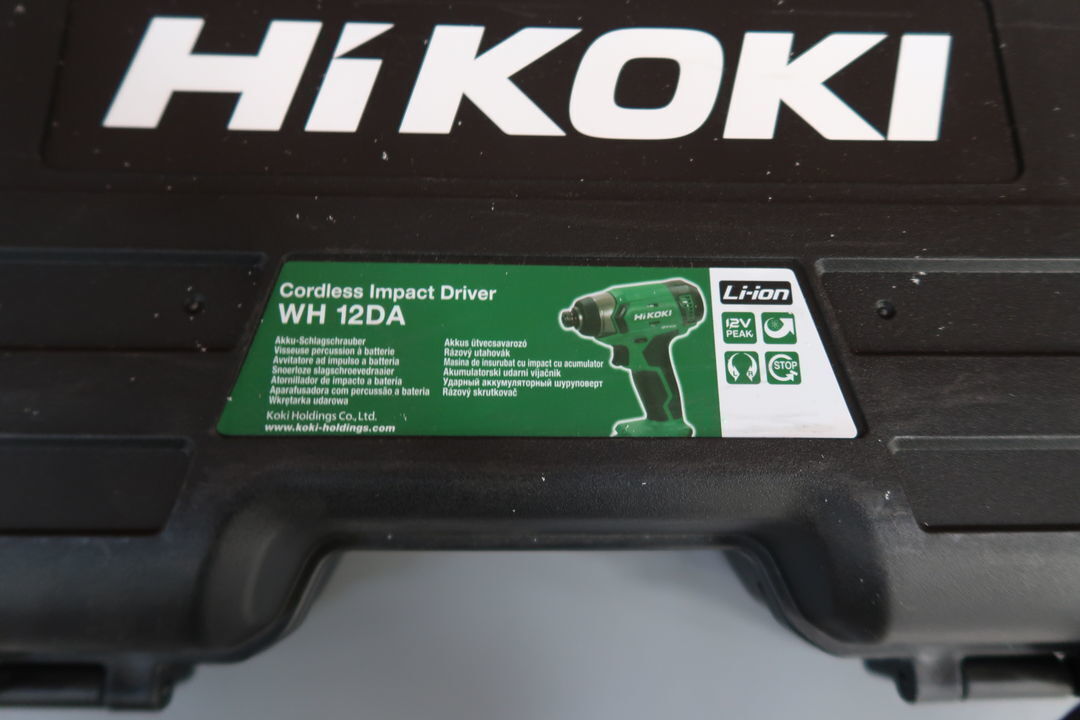 HiKOKI
Cordless Impact Driver
WH 12DA
Akku-Schlagschrauber
Visseuse percussion à batterie
Avvitatore ad impulso a batteria
Snoerloze slagschroevedraaier
Atornillador de impacto a bateria
Aparafusadora com percussão a bateria
Wkrętarka udarowa
Akkus ütvecsavarozó
Rázový utahovák
Masina de insurubat cu impact cu acumulator
Akumulatorski udarni vijačnik
Ударный аккумуляторный шуруповерт
Rázový skrutkovač
Koki Holdings Co., Ltd.
www.koki-holdings.com
HiKOKI
Li-ion
12V
PEAK
L R
STOP